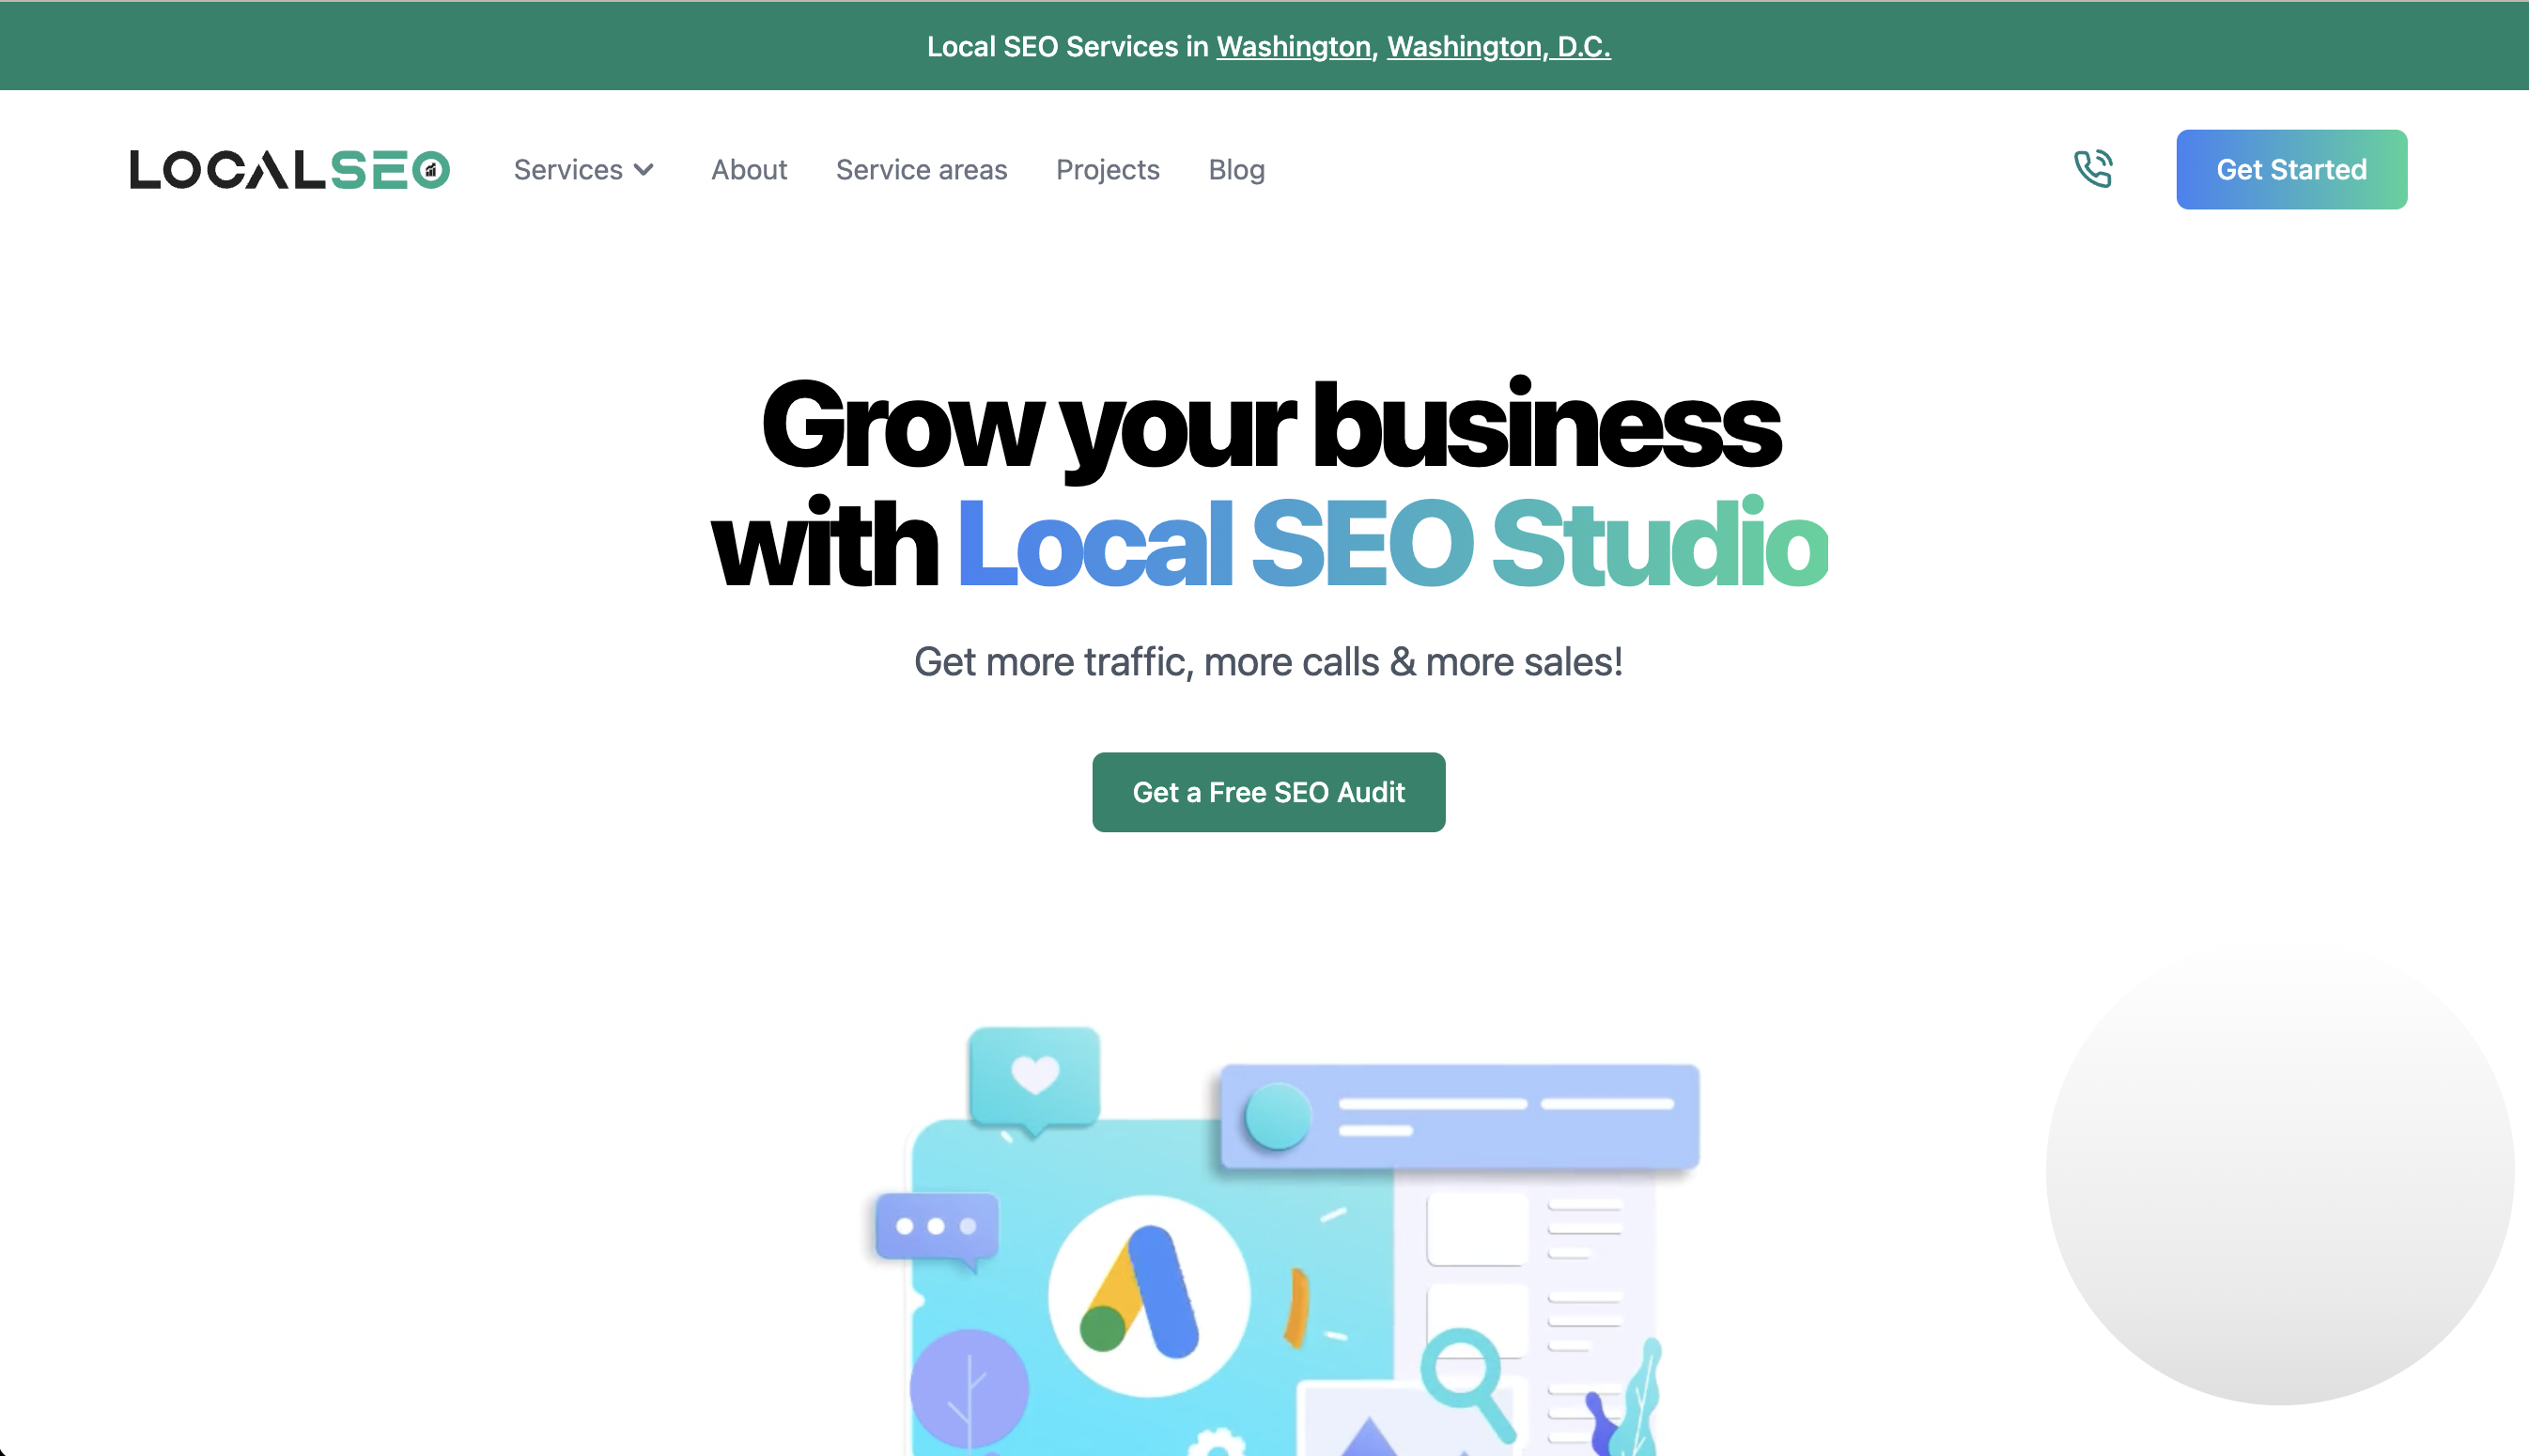 Local SEO Services in Washington, Washington, D.C.
LOCALSEO
Services
About
Service areas
Projects
Blog
Get Started
Grow your business
with Local SEO Studio
Get more traffic, more calls & more sales!
Get a Free SEO Audit